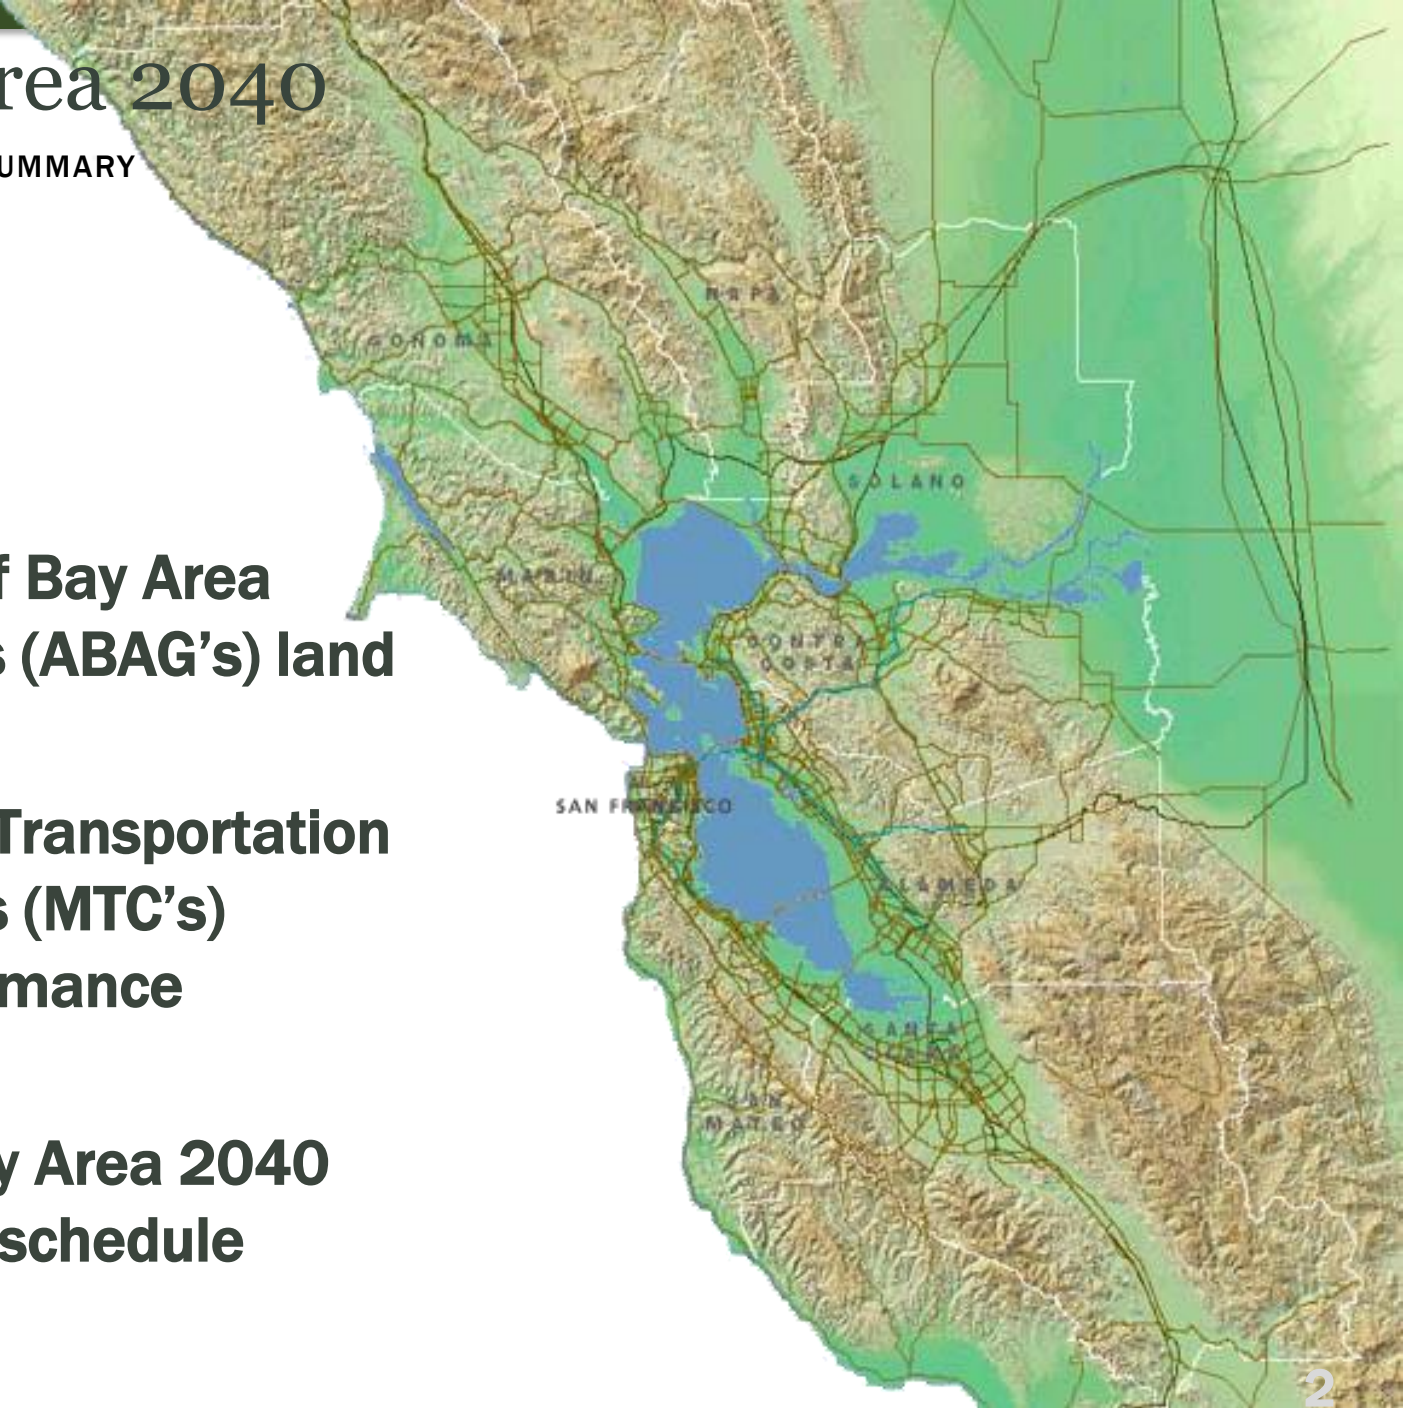 rea 2040
UMMARY
NAPA
SONOMA
SOLANO
f Bay Area
MARIN
CONTRA
COSTA
s (ABAG’s) land
SAN FRANCISCO
Transportation
ALAMEDA
s (MTC’s)
rmance
SANTA
CLARA
SAN
MATEO
y Area 2040
schedule
2